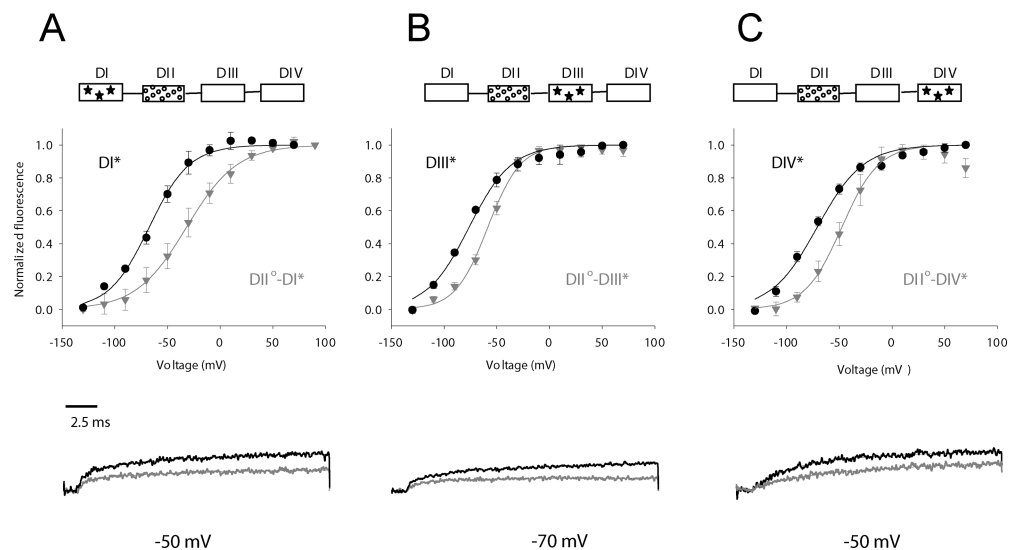 A B C
DI DII DIII DIV DI DII DIII DIV DI DII DIII DIV
Normalized fluorescence
1.0 0.8 0.6 0.4 0.2 0.0
DI*
DII°-DI*
-150 -100 -50 0 50 100
Voltage (mV)
1.0 0.8 0.6 0.4 0.2 0.0
DIII*
DII°-DIII*
-150 -100 -50 0 50 100
Voltage (mV)
1.0 0.8 0.6 0.4 0.2 0.0
DIV*
DII°-DIV*
-150 -100 -50 0 50 100
Voltage (mV )
2.5 ms
-50 mV -70 mV -50 mV